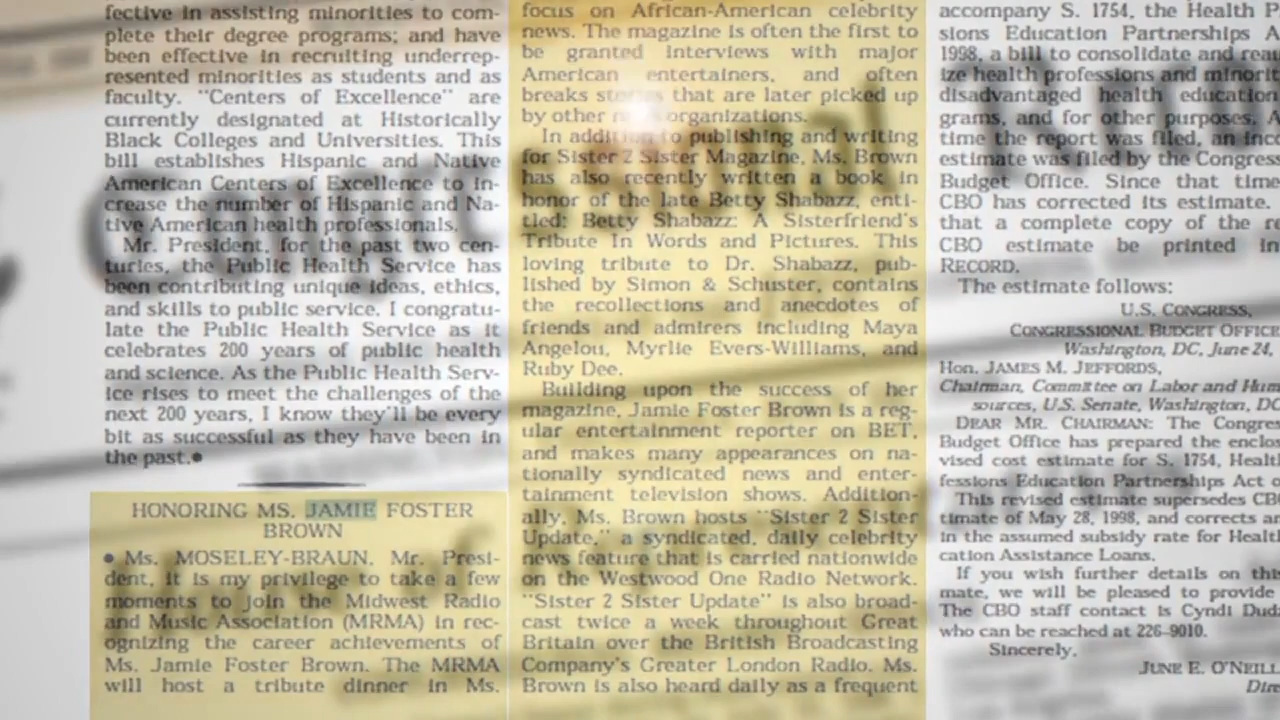 fective in assisting minorities to com-
plete their degree programs; and have
been effective in recruiting underrep-
resented minorities as students and as
faculty. "Centers of Excellence" are
currently designated at Historically
Black Colleges and Universities. This
bill establishes Hispanic and Native
American Centers of Excellence to in-
crease the number of Hispanic and Na-
tive American health professionals.
Mr. President, for the past two cen-
turies, the Public Health Service has
been contributing unique ideas, ethics,
and skills to public service. I congratu-
late the Public Health Service as it
celebrates 200 years of public health
and science. As the Public Health Serv-
ice rises to meet the challenges of the
next 200 years, I know they'll be every
bit as successful as they have been in
the past.●
HONORING MS. JAMIE FOSTER
BROWN
● Ms. MOSELEY-BRAUN. Mr. Presi-
dent, it is my privilege to take a few
moments to join the Midwest Radio
and Music Association (MRMA) in rec-
ognizing the career achievements of
Ms. Jamie Foster Brown. The MRMA
will host a tribute dinner in Ms.
focus on African-American celebrity
news. The magazine is often the first to
be granted interviews with major
American entertainers, and often
breaks stories that are later picked up
by other organizations.
In addition to publishing and writing
for Sister 2 Sister Magazine, Ms. Brown
has also recently written a book in
honor of the late Betty Shabazz, enti-
tled: Betty Shabazz: A Sisterfriend's
Tribute In Words and Pictures. This
loving tribute to Dr. Shabazz, pub-
lished by Simon & Schuster, contains
the recollections and anecdotes of
friends and admirers including Maya
Angelou, Myrlie Evers-Williams, and
Ruby Dee.
Building upon the success of her
magazine, Jamie Foster Brown is a reg-
ular entertainment reporter on BET,
and makes many appearances on na-
tionally syndicated news and enter-
tainment television shows. Addition-
ally, Ms. Brown hosts "Sister 2 Sister
Update," a syndicated, daily celebrity
news feature that is carried nationwide
on the Westwood One Radio Network.
"Sister 2 Sister Update" is also broad-
cast twice a week throughout Great
Britain over the British Broadcasting
Company's Greater London Radio. Ms.
Brown is also heard daily as a frequent
accompany S. 1754, the Health P
sions Education Partnerships A
1998, a bill to consolidate and reau
ize health professions and minorit
disadvantaged health education
grams, and for other purposes. A
time the report was filed, an inc
estimate was filed by the Congress
Budget Office. Since that time
CBO has corrected its estimate.
that a complete copy of the re
CBO estimate be printed in
RECORD.
The estimate follows:
U.S. CONGRESS,
CONGRESSIONAL BUDGET OFFIC
Washington, DC, June 24,
Hon. JAMES M. JEFFORDS,
Chairman, Committee on Labor and Hum
sources, U.S. Senate, Washington, DC
DEAR MR. CHAIRMAN: The Congres
Budget Office has prepared the enclo
vised cost estimate for S. 1754, Healt
fessions Education Partnerships Act o
This revised estimate supersedes CB
timate of May 28, 1998, and corrects an
in the assumed subsidy rate for Healt
cation Assistance Loans.
If you wish further details on this
mate, we will be pleased to provide
The CBO staff contact is Cyndi Dud
who can be reached at 226-9010.
Sincerely,
JUNE E. O'NEILL
Dire